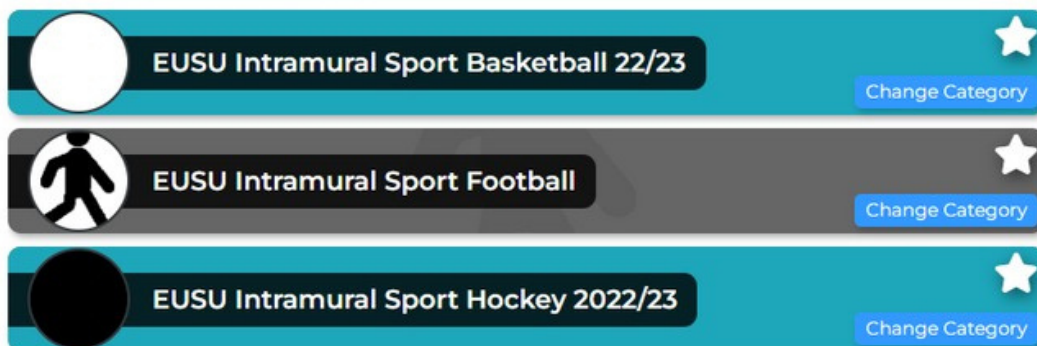 EUSU Intramural Sport Basketball 22/23
Change Category
EUSU Intramural Sport Football
Change Category
EUSU Intramural Sport Hockey 2022/23
Change Category